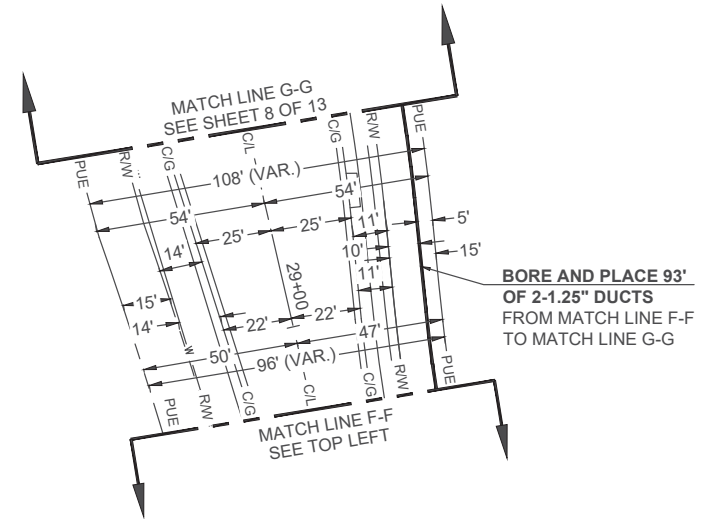 MATCH LINE G-G
SEE SHEET 8 OF 13
PUE
R/W
C/G
C/L
C/G
R/W
PUE
108' (VAR.)
54'
54'
25'
25'
11'
5'
14'
10'
15'
29+00
11'
15'
14'
22'
22'
W
50'
47'
96' (VAR.)
BORE AND PLACE 93'
OF 2-1.25" DUCTS
FROM MATCH LINE F-F
TO MATCH LINE G-G
PUE
R/W
C/G
C/L
C/G
R/W
PUE
MATCH LINE F-F
SEE TOP LEFT